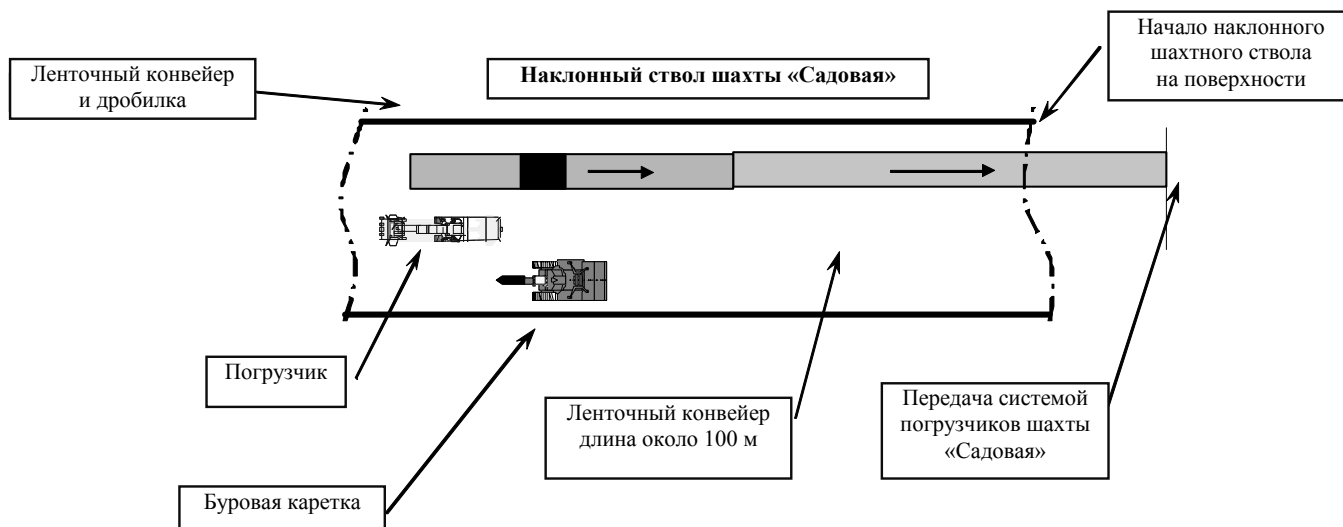 Начало наклонного
шахтного ствола
на поверхности
Ленточный конвейер
и дробилка
Наклонный ствол шахты «Садовая»
Погрузчик
Ленточный конвейер
длина около 100 м
Передача системой
погрузчиков шахты
«Садовая»
Буровая каретка